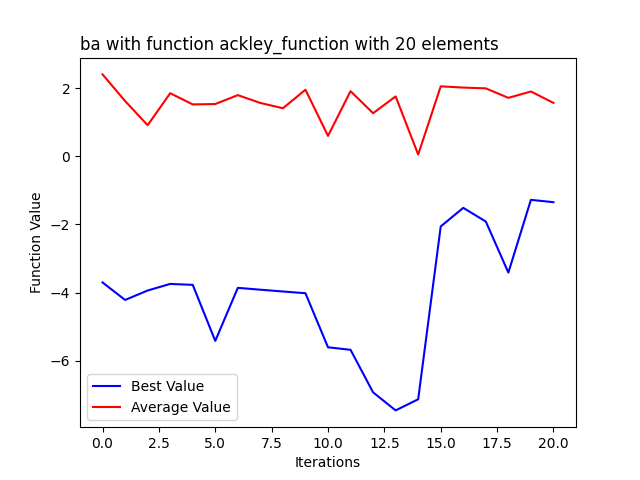 ba with function ackley_function with 20 elements
2
0
−2
−4
−6
Function Value
Best Value
Average Value
0.0 2.5 5.0 7.5 10.0 12.5 15.0 17.5 20.0
Iterations